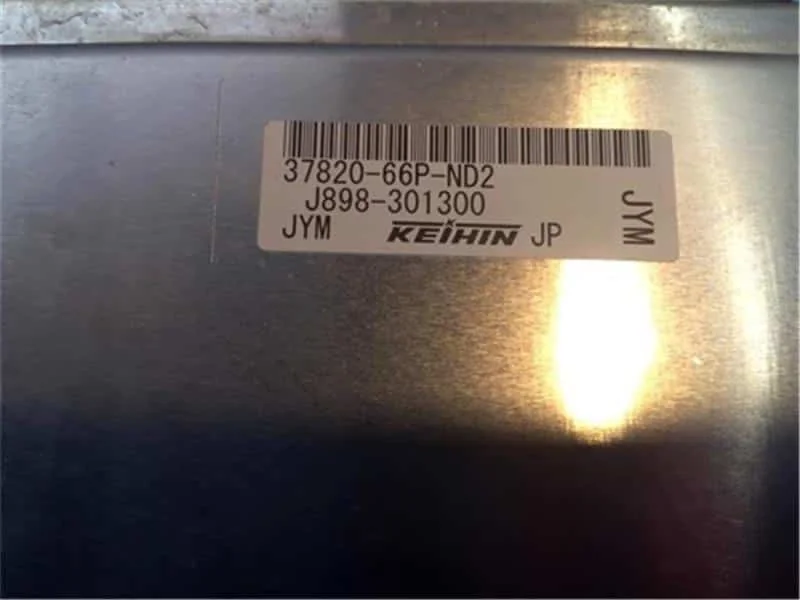 37820-66P-ND2
J898-301300
JYM KEIHIN JP
JYM